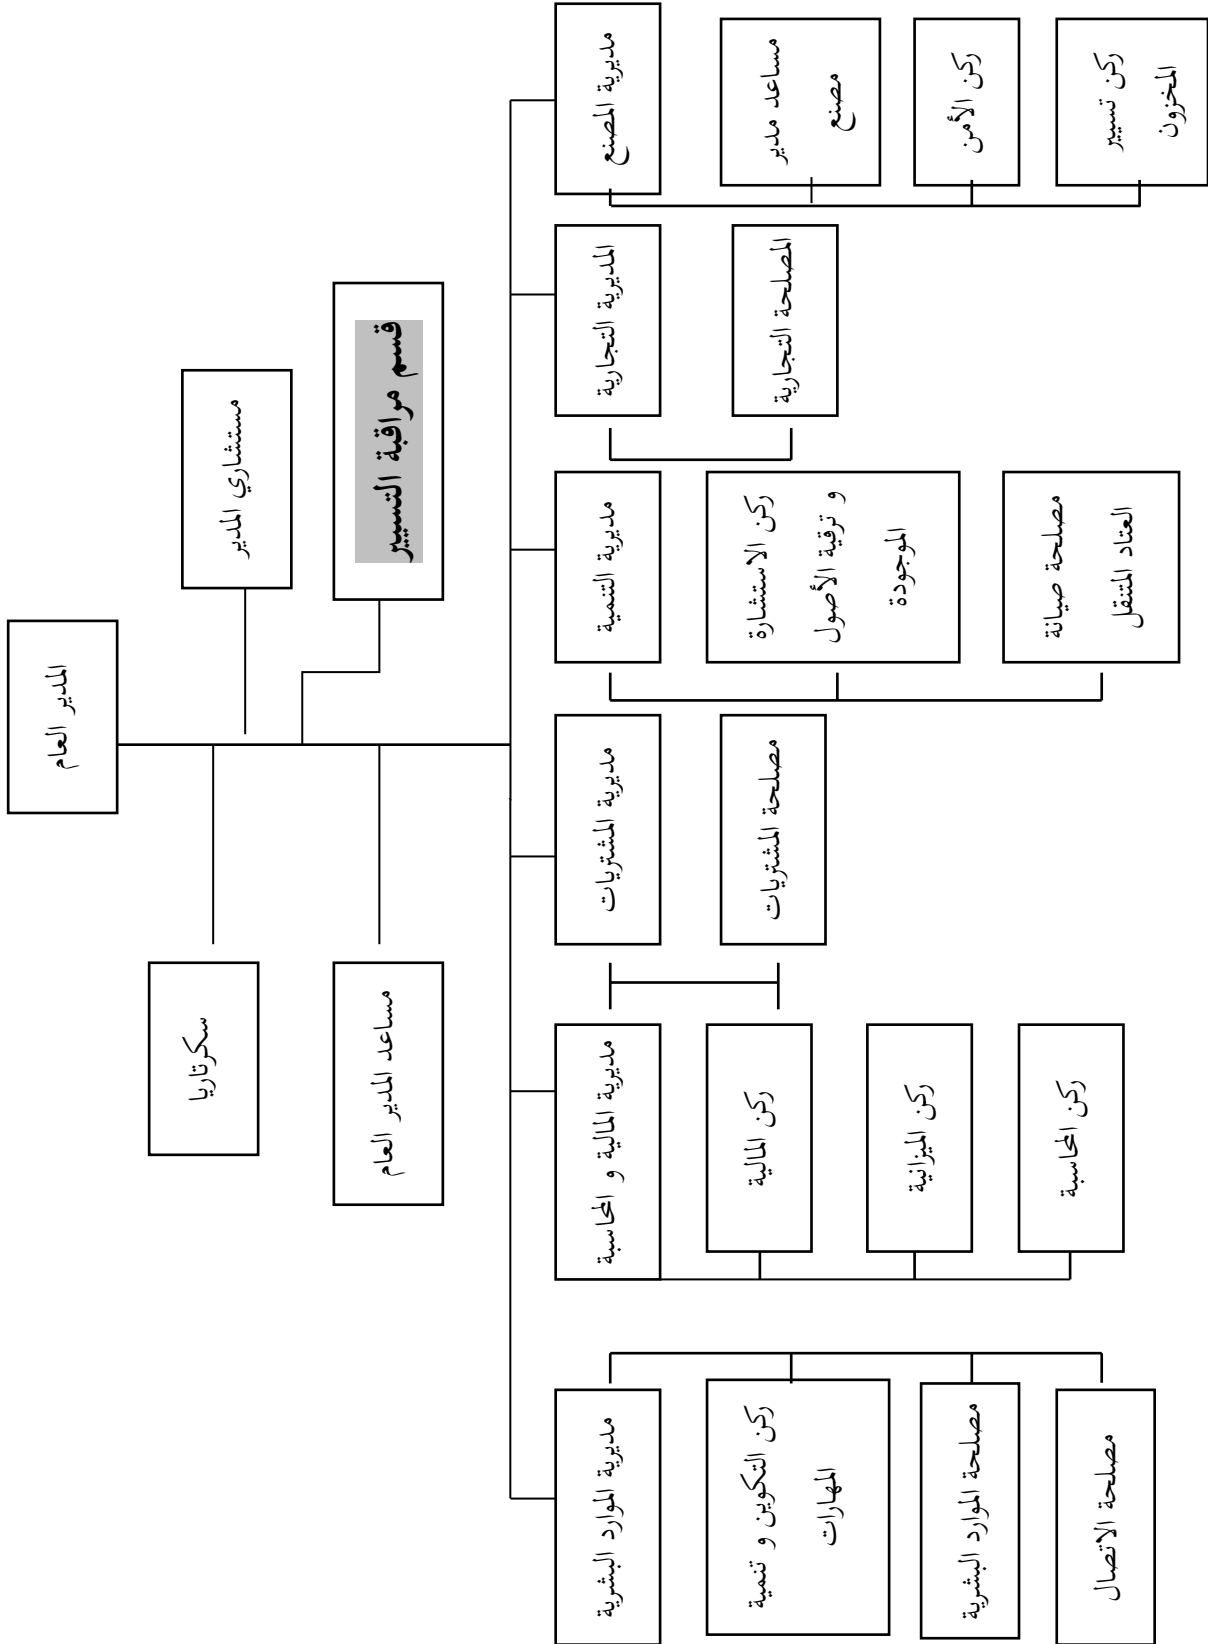 المدير العام
مستشاري المدير
سكرتاريا
قسم مراقبة التسيير
مساعد المدير العام
مديرية المصنع
مساعد مدير
مصنع
ركن الأمن
ركن تسيير
المخزون
المديرية التجارية
المصلحة التجارية
مديرية التنمية
ركن الاستشارة
و ترقية الأصول
الموجودة
مصلحة صيانة
العتاد المتنقل
مديرية المشتريات
مصلحة المشتريات
مديرية المالية و المحاسبة
ركن المالية
ركن الميزانية
ركن المحاسبة
مديرية الموارد البشرية
ركن التكوين و تنمية
المهارات
مصلحة الموارد البشرية
مصلحة الاتصال